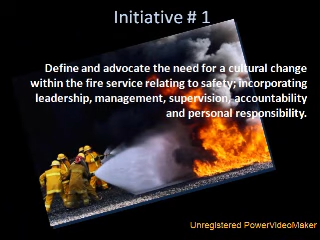 Initiative # 1
Define and advocate the need for a cultural change
within the fire service relating to safety; incorporating
leadership, management, supervision, accountability
and personal responsibility.
Unregistered PowerVideoMaker